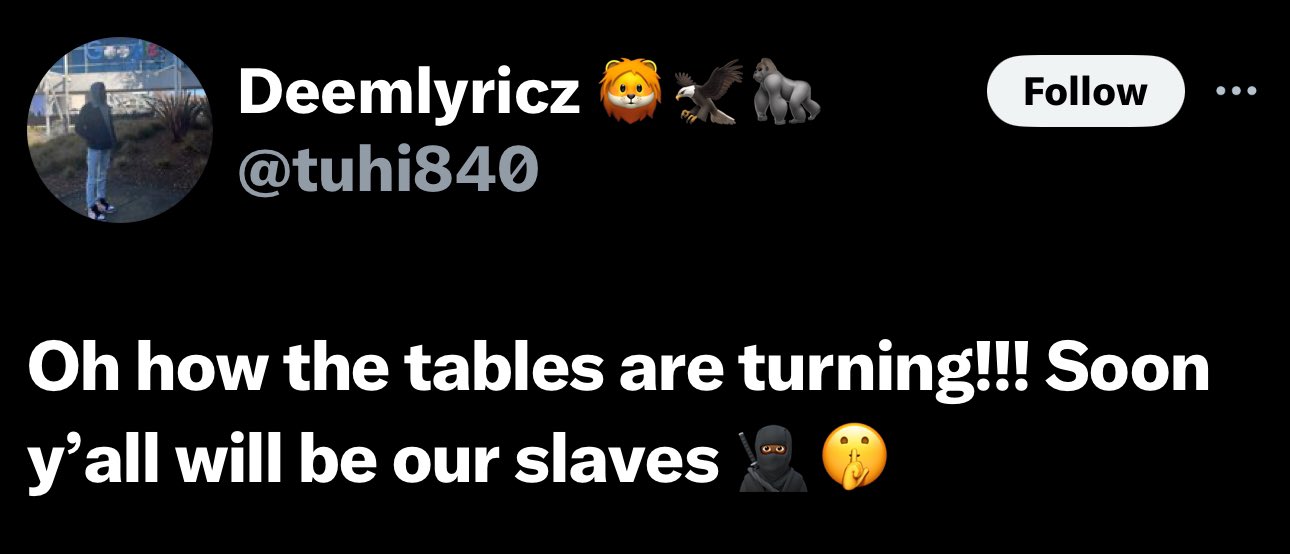 Deemlyricz 🦁🦅🦍
Follow
@tuhi840
Oh how the tables are turning!!! Soon
y’all will be our slaves 🥷🏿🤫